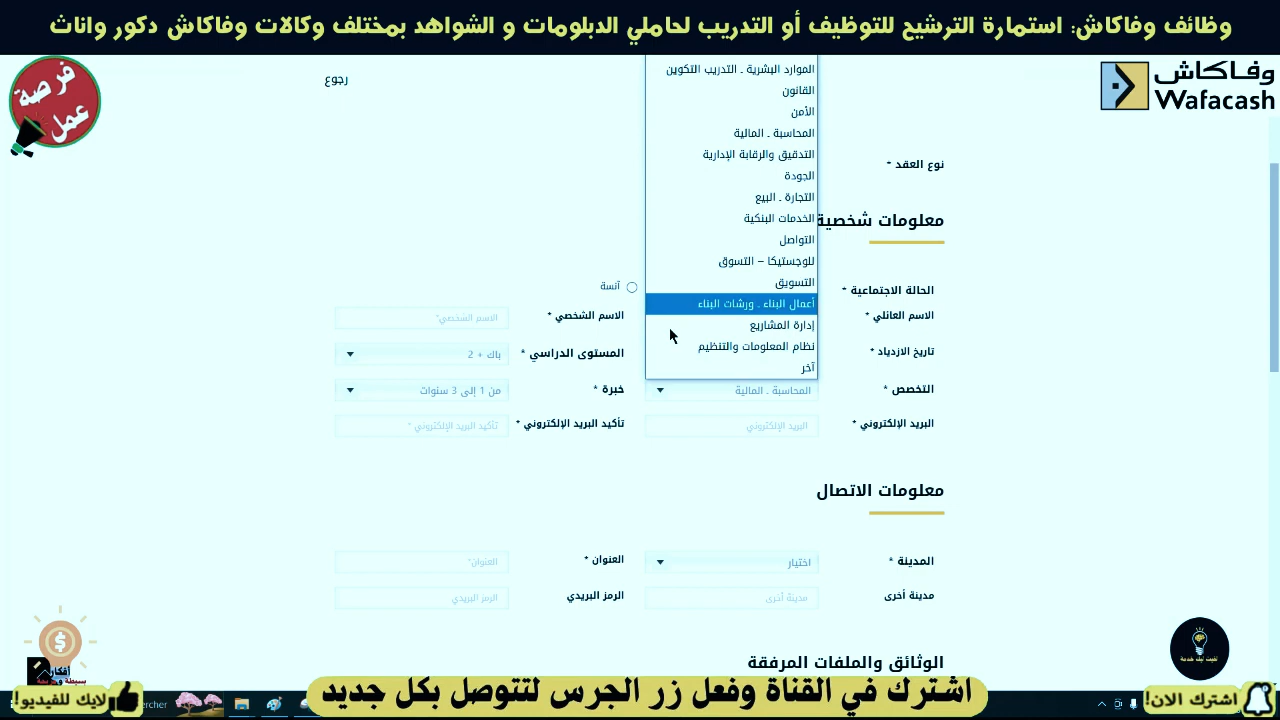 وظائف وفاكاش: استمارة الترشيح للتوظيف أو التدريب لحاملي الدبلومات و الشواهد بمختلف وكالات وفاكاش ذكور واناث
فرصة عمل
وفاكاش
Wafacash
رجوع
الموارد البشرية ـ التدريب التكوين
القانون
الأمن
المحاسبة ـ المالية
التدقيق والرقابة الإدارية
الجودة
التجارة ـ البيع
الخدمات البنكية
التواصل
للوجستيكا – التسوق
التسويق
أعمال البناء ـ ورشات البناء
إدارة المشاريع
نظام المعلومات والتنظيم
آخر
نوع العقد *
معلومات شخصية
الحالة الاجتماعية *
آنسة
الاسم العائلي *
الاسم الشخصي *
الاسم الشخصي*
تاريخ الازدياد *
المستوى الدراسي *
باك + 2
التخصص *
المحاسبة ـ المالية
خبرة *
من 1 إلى 3 سنوات
البريد الإلكتروني *
البريد الإلكتروني
تأكيد البريد الإلكتروني *
تأكيد البريد الإلكتروني *
معلومات الاتصال
المدينة *
اختيار
العنوان *
العنوان*
مدينة أخرى
مدينة أخرى
الرمز البريدي
الرمز البريدي
الوثائق والملفات المرفقة
لقيت ليك خدمة
أفكار
اشترك الان!
اشترك في القناة وفعل زر الجرس لتتوصل بكل جديد
لايك للفيديو!